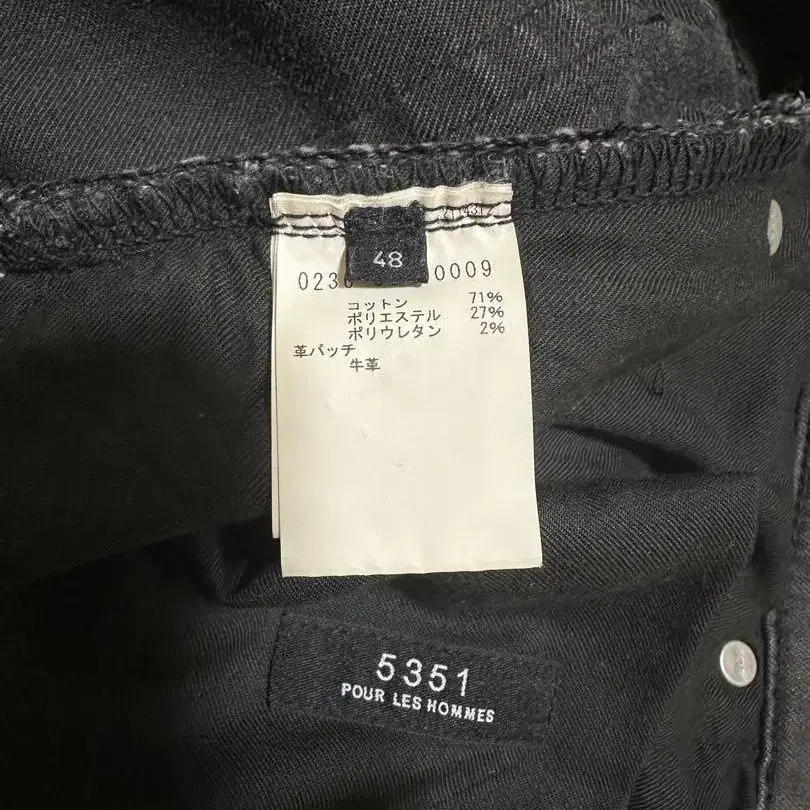 48
0009
コットン 71%
ポリエステル 27%
ポリウレタン 2%
革パッチ
牛革
5351
POUR LES HOMMES